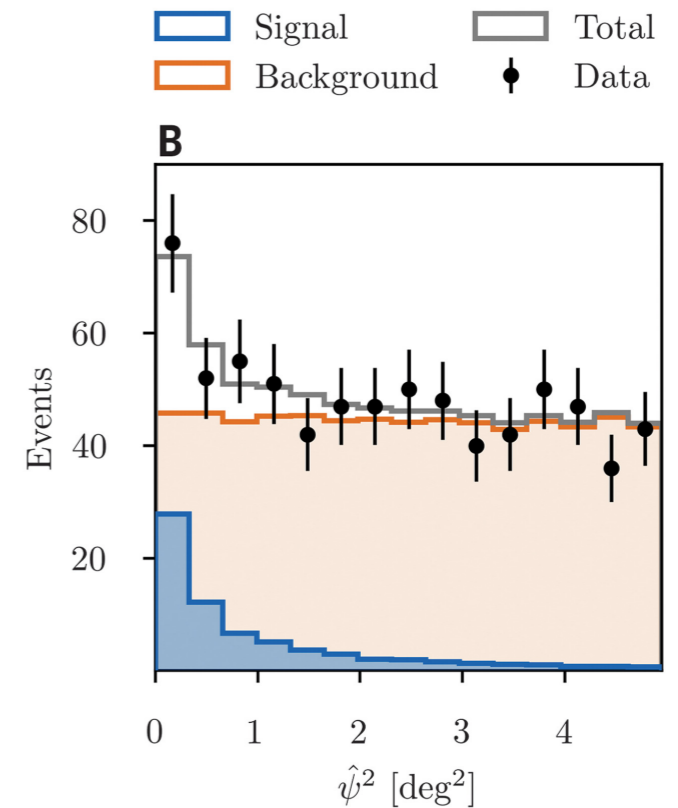 Signal Total
Background Data
B
80
60
40
20
Events
0 1 2 3 4
ψ̂² [deg²]